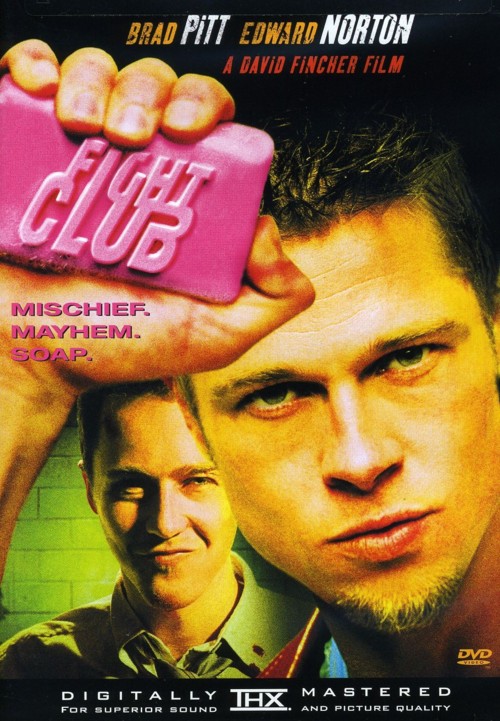 BRAD PITT EDWARD NORTON
A DAVID FINCHER FILM
FIGHT
CLUB
MISCHIEF.
MAYHEM.
SOAP.
DVD
VIDEO
DIGITALLY THX MASTERED
FOR SUPERIOR SOUND AND PICTURE QUALITY